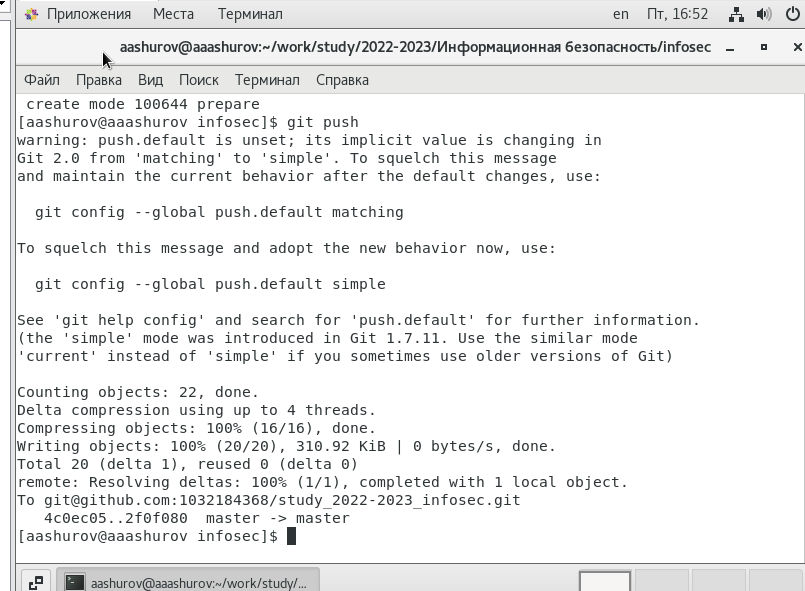 Приложения Места Терминал en Пт, 16:52
aashurov@aaashurov:~/work/study/2022-2023/Информационная безопасность/infosec
Файл Правка Вид Поиск Терминал Справка
create mode 100644 prepare
[aashurov@aaashurov infosec]$ git push
warning: push.default is unset; its implicit value is changing in
Git 2.0 from 'matching' to 'simple'. To squelch this message
and maintain the current behavior after the default changes, use:
git config --global push.default matching
To squelch this message and adopt the new behavior now, use:
git config --global push.default simple
See 'git help config' and search for 'push.default' for further information.
(the 'simple' mode was introduced in Git 1.7.11. Use the similar mode
'current' instead of 'simple' if you sometimes use older versions of Git)
Counting objects: 22, done.
Delta compression using up to 4 threads.
Compressing objects: 100% (16/16), done.
Writing objects: 100% (20/20), 310.92 KiB | 0 bytes/s, done.
Total 20 (delta 1), reused 0 (delta 0)
remote: Resolving deltas: 100% (1/1), completed with 1 local object.
To git@github.com:1032184368/study_2022-2023_infosec.git
4c0ec05..2f0f080 master -> master
[aashurov@aaashurov infosec]$
aashurov@aaashurov:~/work/study/...